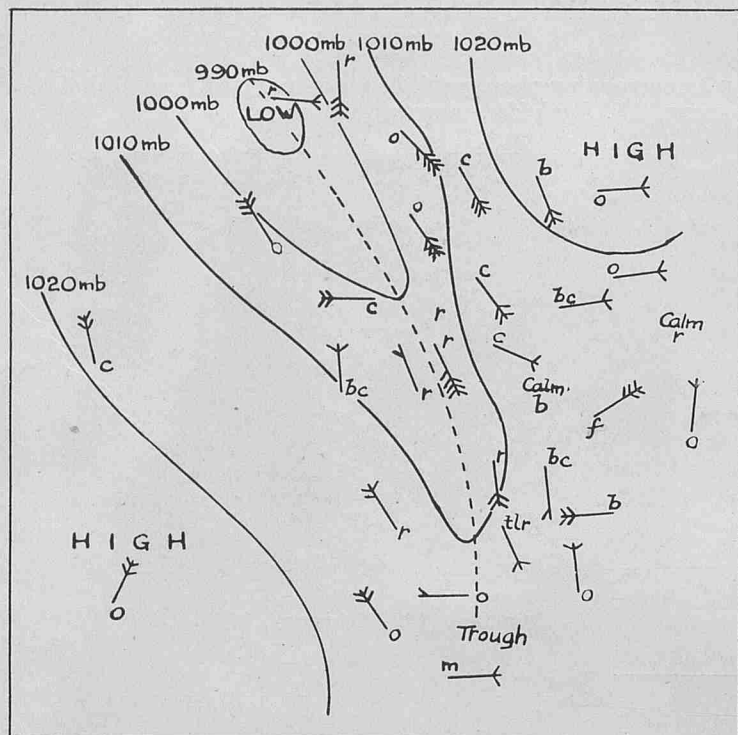 1000mb
1010mb
1020mb
990mb
r
r
LOW
1000mb
1010mb
o
c
b
HIGH
o
o
o
1020mb
c
o
bc
c
r
Calm
r
c
r
c
bc
r
Calm.
b
f
o
r
bc
r
b
tlr
HIGH
o
o
o
o
Trough
m